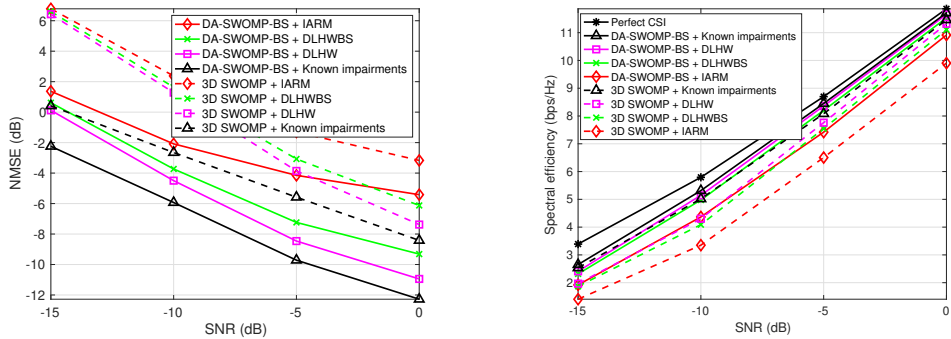 6
4
2
0
-2
-4
-6
-8
-10
-12
NMSE (dB)
DA-SWOMP-BS + IARM
DA-SWOMP-BS + DLHWBS
DA-SWOMP-BS + DLHW
DA-SWOMP-BS + Known impairments
3D SWOMP + IARM
3D SWOMP + DLHWBS
3D SWOMP + DLHW
3D SWOMP + Known impairments
-15
-10
-5
0
SNR (dB)
11
10
9
8
7
6
5
4
3
2
Spectral efficiency (bps/Hz)
Perfect CSI
DA-SWOMP-BS + Known impairments
DA-SWOMP-BS + DLHW
DA-SWOMP-BS + DLHWBS
DA-SWOMP-BS + IARM
3D SWOMP + Known impairments
3D SWOMP + DLHW
3D SWOMP + DLHWBS
3D SWOMP + IARM
-15
-10
-5
0
SNR (dB)